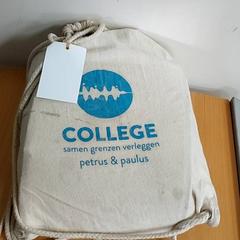 COLLEGE
samen grenzen verleggen
petrus & paulus